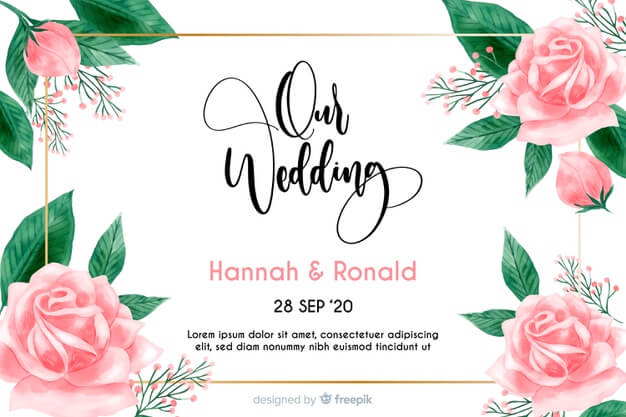 Our
Wedding
Hannah & Ronald
28 SEP ‘20
Lorem ipsum dolor sit amet, consectetuer
adipiscing elit, sed diam nonummy nibh
euismod tincidunt ut
designed by freepik